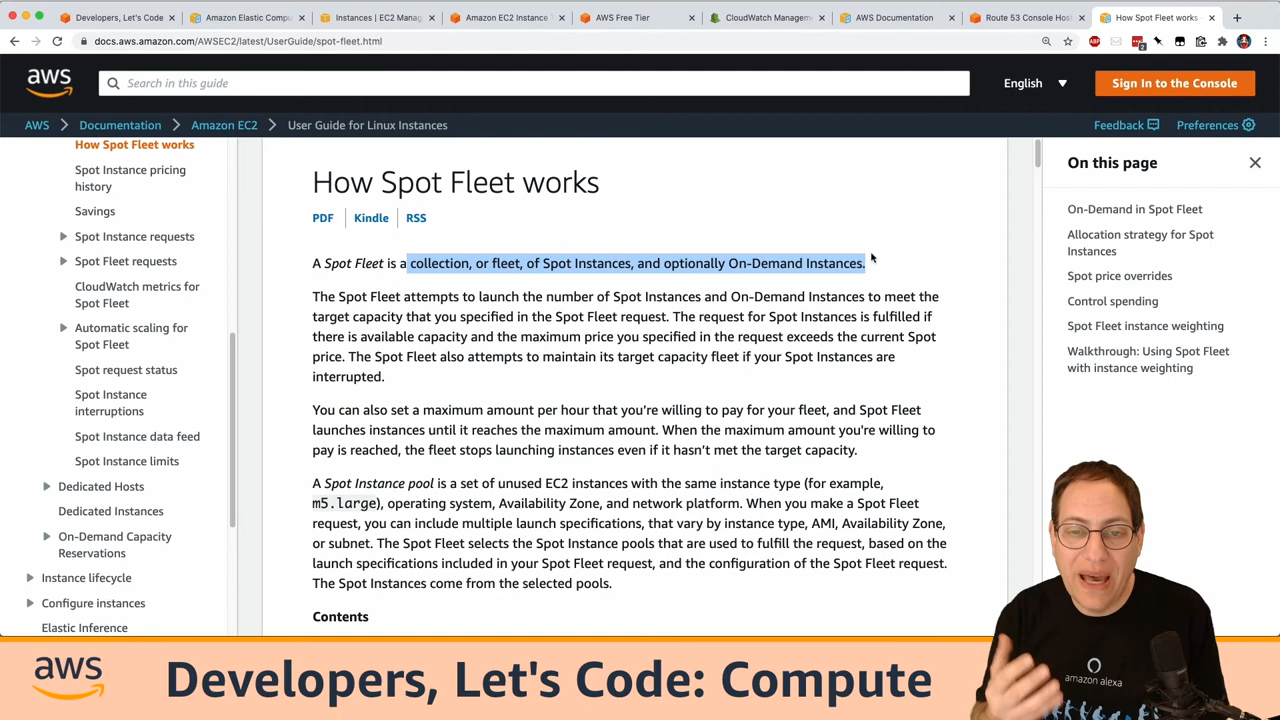 Developers, Let's Code
Amazon Elastic Compu
Instances | EC2 Manag
Amazon EC2 Instance T
AWS Free Tier
CloudWatch Managem
AWS Documentation
Route 53 Console Hos
How Spot Fleet works
docs.aws.amazon.com/AWSEC2/latest/UserGuide/spot-fleet.html
ABP
2
aws
Search in this guide
English
Sign In to the Console
AWS
Documentation
Amazon EC2
User Guide for Linux Instances
Feedback
Preferences
How Spot Fleet works
Spot Instance pricing
history
Savings
Spot Instance requests
Spot Fleet requests
CloudWatch metrics for
Spot Fleet
Automatic scaling for
Spot Fleet
Spot request status
Spot Instance
interruptions
Spot Instance data feed
Spot Instance limits
Dedicated Hosts
Dedicated Instances
On-Demand Capacity
Reservations
Instance lifecycle
Configure instances
Elastic Inference
How Spot Fleet works
PDF
Kindle
RSS
A Spot Fleet is a collection, or fleet, of Spot Instances, and optionally On-Demand Instances.
The Spot Fleet attempts to launch the number of Spot Instances and On-Demand Instances to meet the
target capacity that you specified in the Spot Fleet request. The request for Spot Instances is fulfilled if
there is available capacity and the maximum price you specified in the request exceeds the current Spot
price. The Spot Fleet also attempts to maintain its target capacity fleet if your Spot Instances are
interrupted.
You can also set a maximum amount per hour that you're willing to pay for your fleet, and Spot Fleet
launches instances until it reaches the maximum amount. When the maximum amount you're willing to
pay is reached, the fleet stops launching instances even if it hasn't met the target capacity.
A Spot Instance pool is a set of unused EC2 instances with the same instance type (for example,
m5.large), operating system, Availability Zone, and network platform. When you make a Spot Fleet
request, you can include multiple launch specifications, that vary by instance type, AMI, Availability Zone,
or subnet. The Spot Fleet selects the Spot Instance pools that are used to fulfill the request, based on the
launch specifications included in your Spot Fleet request, and the configuration of the Spot Fleet request.
The Spot Instances come from the selected pools.
Contents
On this page
On-Demand in Spot Fleet
Allocation strategy for Spot
Instances
Spot price overrides
Control spending
Spot Fleet instance weighting
Walkthrough: Using Spot Fleet
with instance weighting
amazon alexa
aws
Developers, Let's Code: Compute